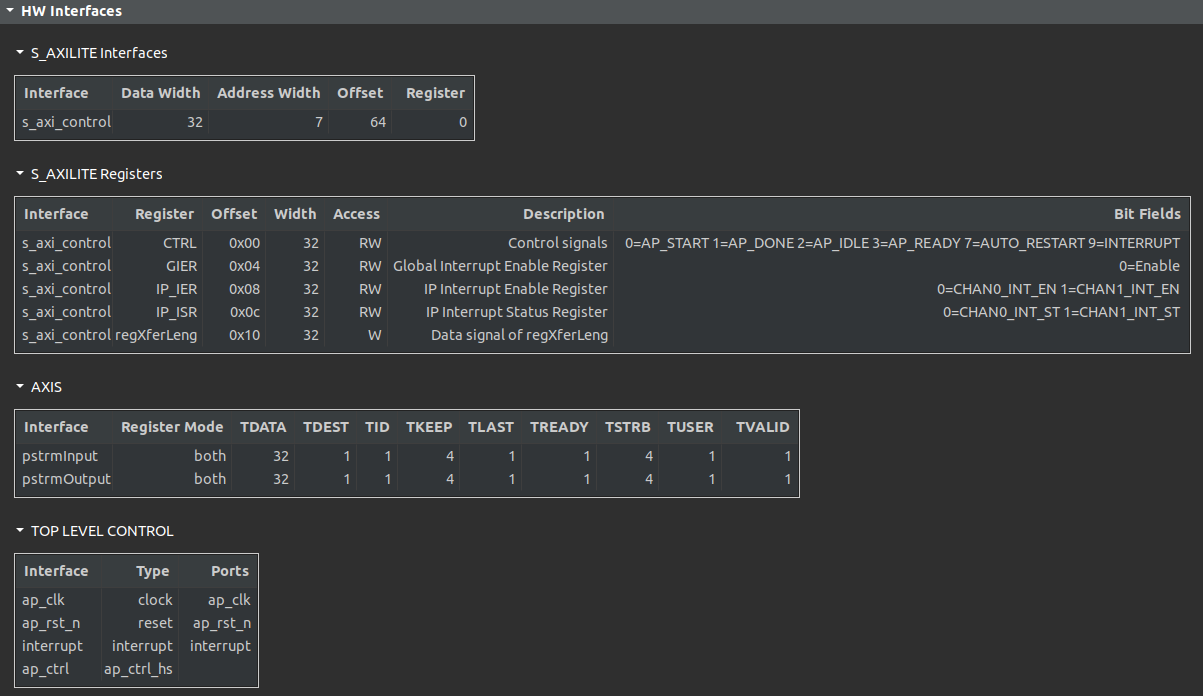 HW Interfaces
S_AXILITE Interfaces
Interface Data Width Address Width Offset Register
s_axi_control 32 7 64 0
S_AXILITE Registers
Interface Register Offset Width Access Description Bit Fields
s_axi_control CTRL 0x00 32 RW Control signals 0=AP_START 1=AP_DONE 2=AP_IDLE 3=AP_READY 7=AUTO_RESTART 9=INTERRUPT
s_axi_control GIER 0x04 32 RW Global Interrupt Enable Register 0=Enable
s_axi_control IP_IER 0x08 32 RW IP Interrupt Enable Register 0=CHAN0_INT_EN 1=CHAN1_INT_EN
s_axi_control IP_ISR 0x0c 32 RW IP Interrupt Status Register 0=CHAN0_INT_ST 1=CHAN1_INT_ST
s_axi_control regXferLeng 0x10 32 W Data signal of regXferLeng
AXIS
Interface Register Mode TDATA TDEST TID TKEEP TLAST TREADY TSTRB TUSER TVALID
pstrmInput both 32 1 1 4 1 1 4 1 1
pstrmOutput both 32 1 1 4 1 1 4 1 1
TOP LEVEL CONTROL
Interface Type Ports
ap_clk clock ap_clk
ap_rst_n reset ap_rst_n
interrupt interrupt interrupt
ap_ctrl ap_ctrl_hs